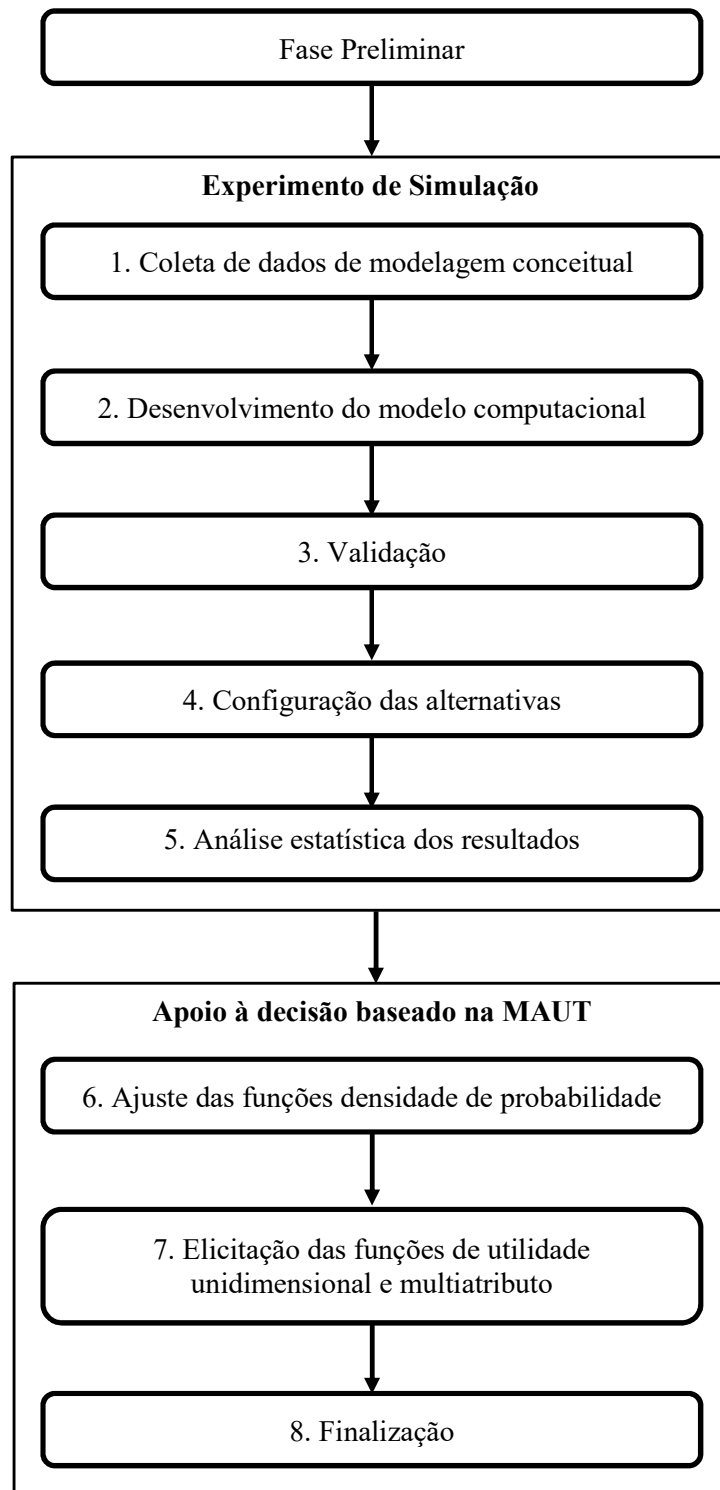 Fase Preliminar
Experimento de Simulação
1. Coleta de dados de modelagem conceitual
2. Desenvolvimento do modelo computacional
3. Validação
4. Configuração das alternativas
5. Análise estatística dos resultados
Apoio à decisão baseado na MAUT
6. Ajuste das funções densidade de probabilidade
7. Elicitação das funções de utilidade
unidimensional e multiatributo
8. Finalização